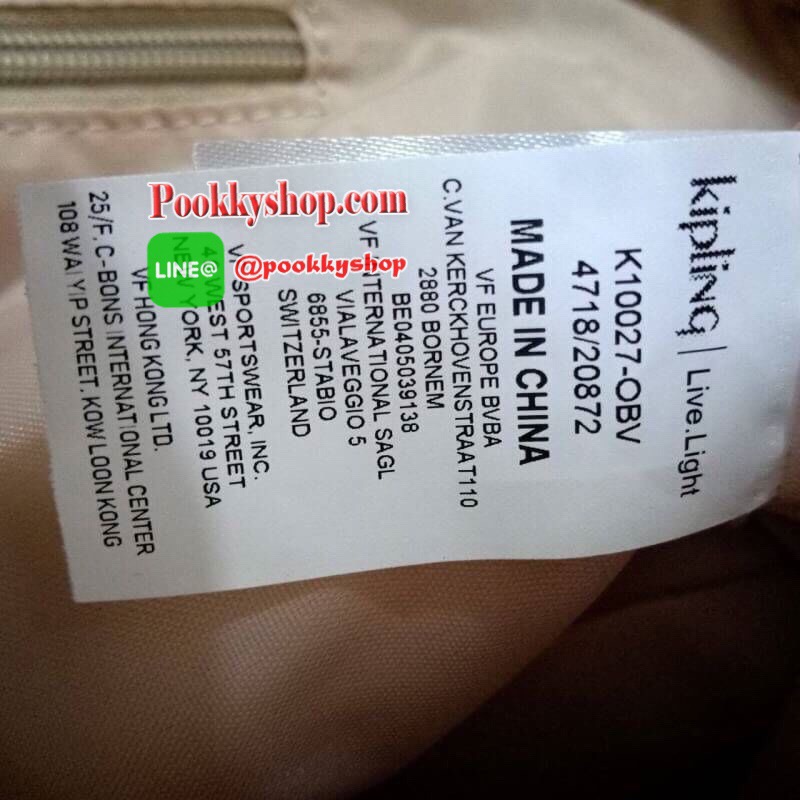 kipling | Live.Light
K10027-OBV
4718/20872
MADE IN CHINA
VF EUROPE BVBA
C.VAN KERCKHOVENSTRAAT110
2880 BORNEM
BE0405039138
VF INTERNATIONAL SAGL
VIALAVEGGIO 5
6855-STABIO
SWITZERLAND
VF SPORTSWEAR, INC.
WEST 57TH STREET
NEW YORK, NY 10019 USA
VF HONG KONG LTD.
25/F, C-BONS INTERNATIONAL CENTER
108 WAI YIP STREET, KOWLOON KONG
Pookkyshop.com
LINE@ @pookkyshop